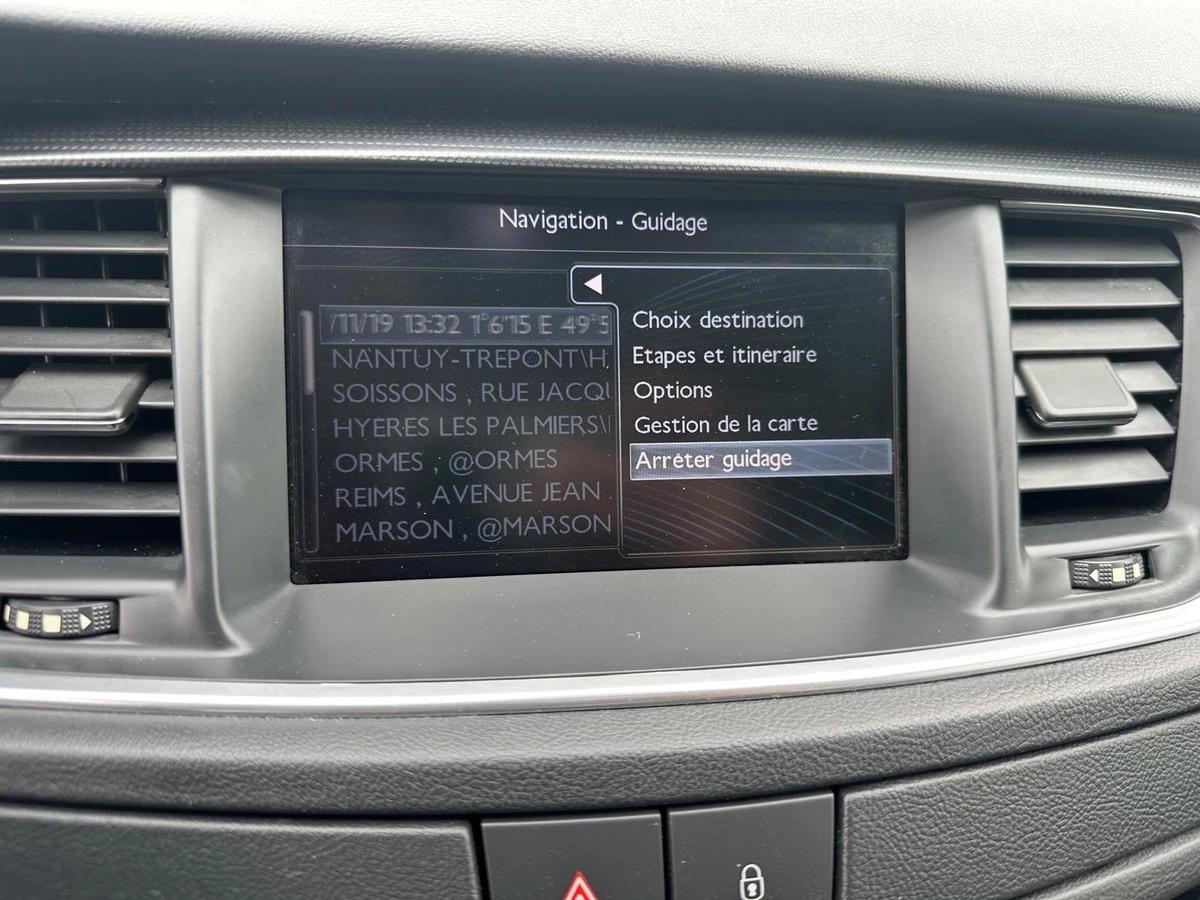 Navigation - Guidage
/11/19 13:32 1°6'15 E 49°5
NANTUY-TREPONT\H
SOISSONS , RUE JACQU
HYERES LES PALMIERS\
ORMES , @ORMES
REIMS , AVENUE JEAN
MARSON , @MARSON
Choix destination
Etapes et itinéraire
Options
Gestion de la carte
Arrêter guidage